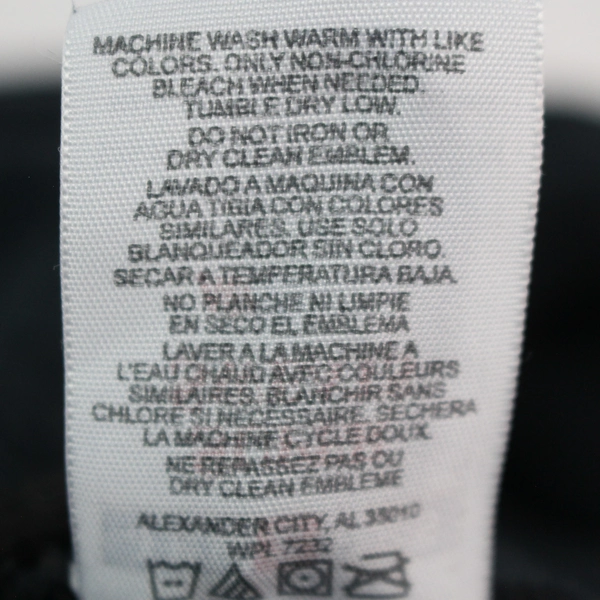 MACHINE WASH WARM WITH LIKE
COLORS. ONLY NON-CHLORINE
BLEACH WHEN NEEDED.
TUMBLE DRY LOW.
DO NOT IRON OR
DRY CLEAN EMBLEM.
LAVADO A MAQUINA CON
AGUA TIBIA CON COLORES
SIMILARES. USE SOLO
BLANQUEADOR SIN CLORO.
SECAR A TEMPERATURA BAJA.
NO PLANCHE NI LIMPIE
EN SECO EL EMBLEMA
LAVER A LA MACHINE A
L'EAU CHAUD AVEC COULEURS
SIMILAIRES. BLANCHIR SANS
CHLORE SI NECESSAIRE. SECHERA
LA MACHINE CYCLE DOUX.
NE REPASSEZ PAS OU
DRY CLEAN EMBLEME
ALEXANDER CITY, AL 35010
WPL 7232